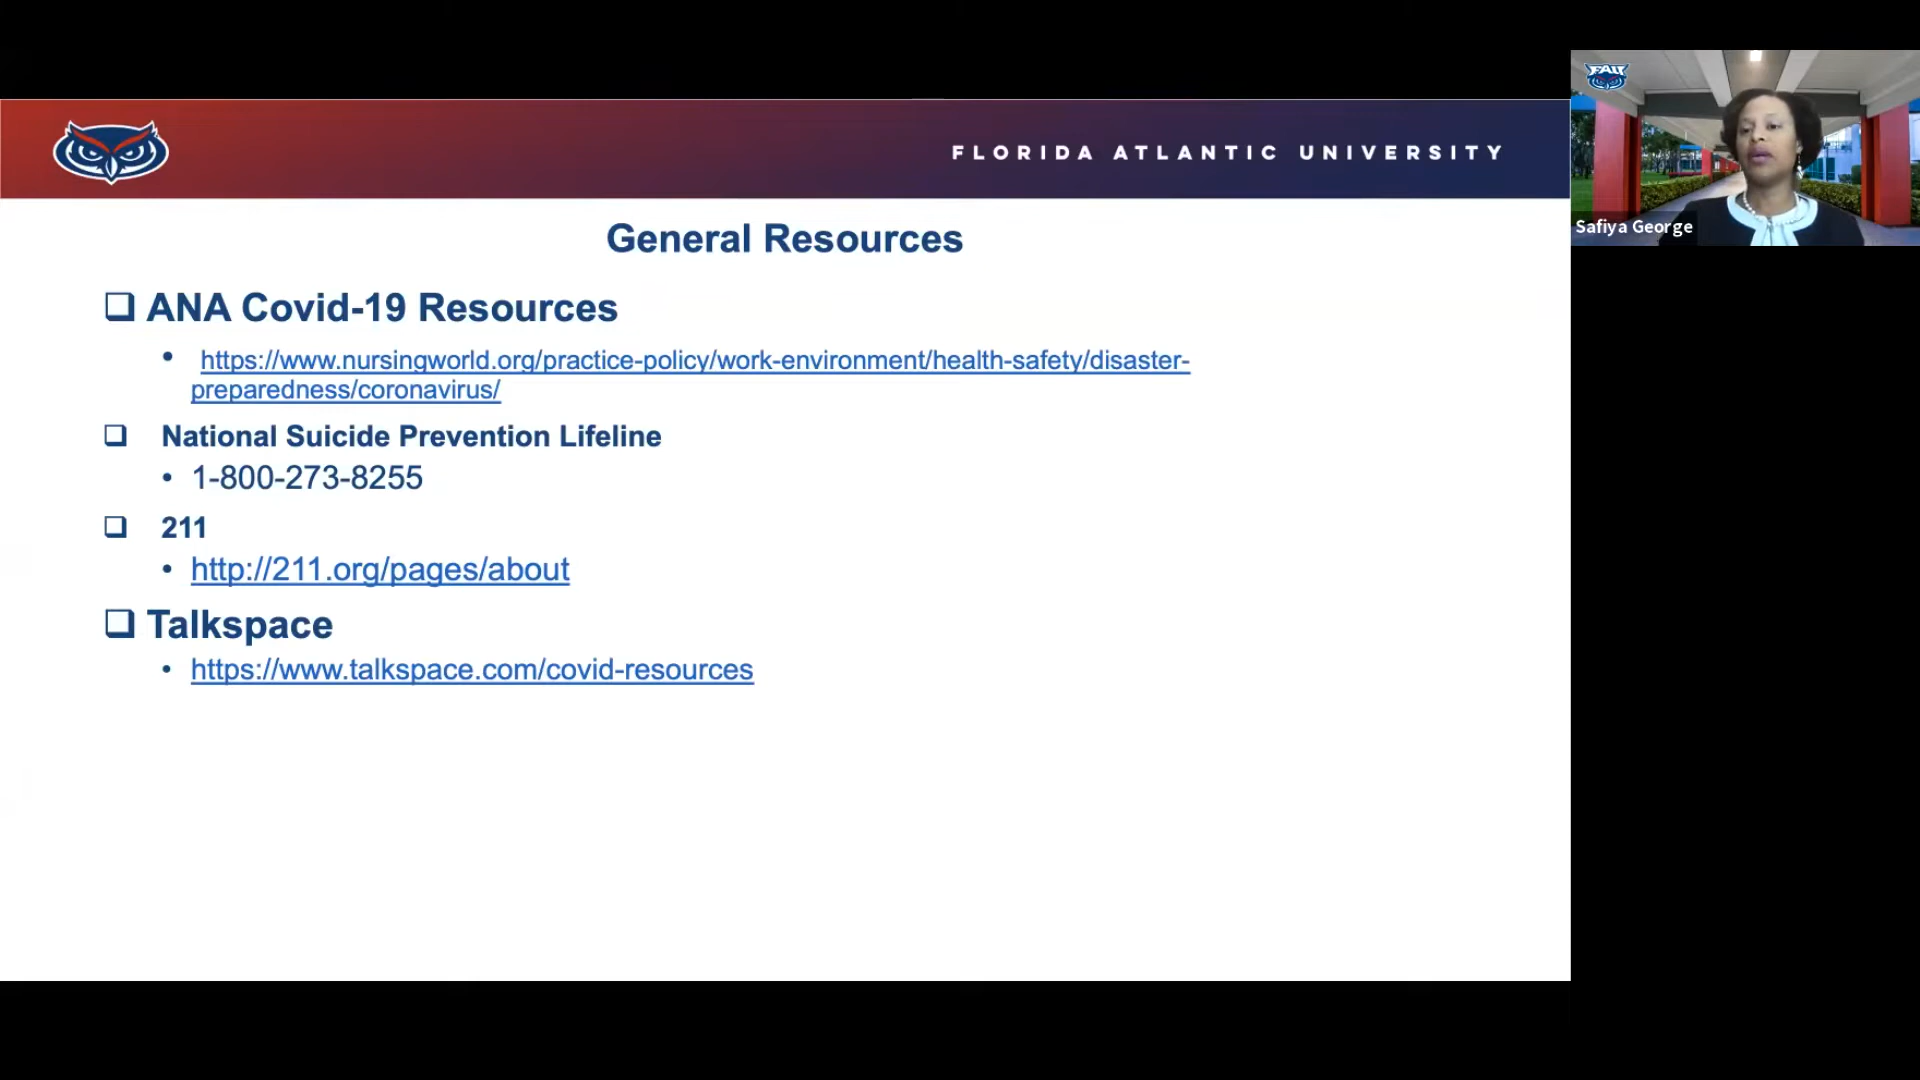 FLORIDA ATLANTIC UNIVERSITY
FAU
Safiya George
General Resources
❑ ANA Covid-19 Resources
• https://www.nursingworld.org/practice-policy/work-environment/health-safety/disaster-
preparedness/coronavirus/
❑ National Suicide Prevention Lifeline
• 1-800-273-8255
❑ 211
• http://211.org/pages/about
❑ Talkspace
• https://www.talkspace.com/covid-resources